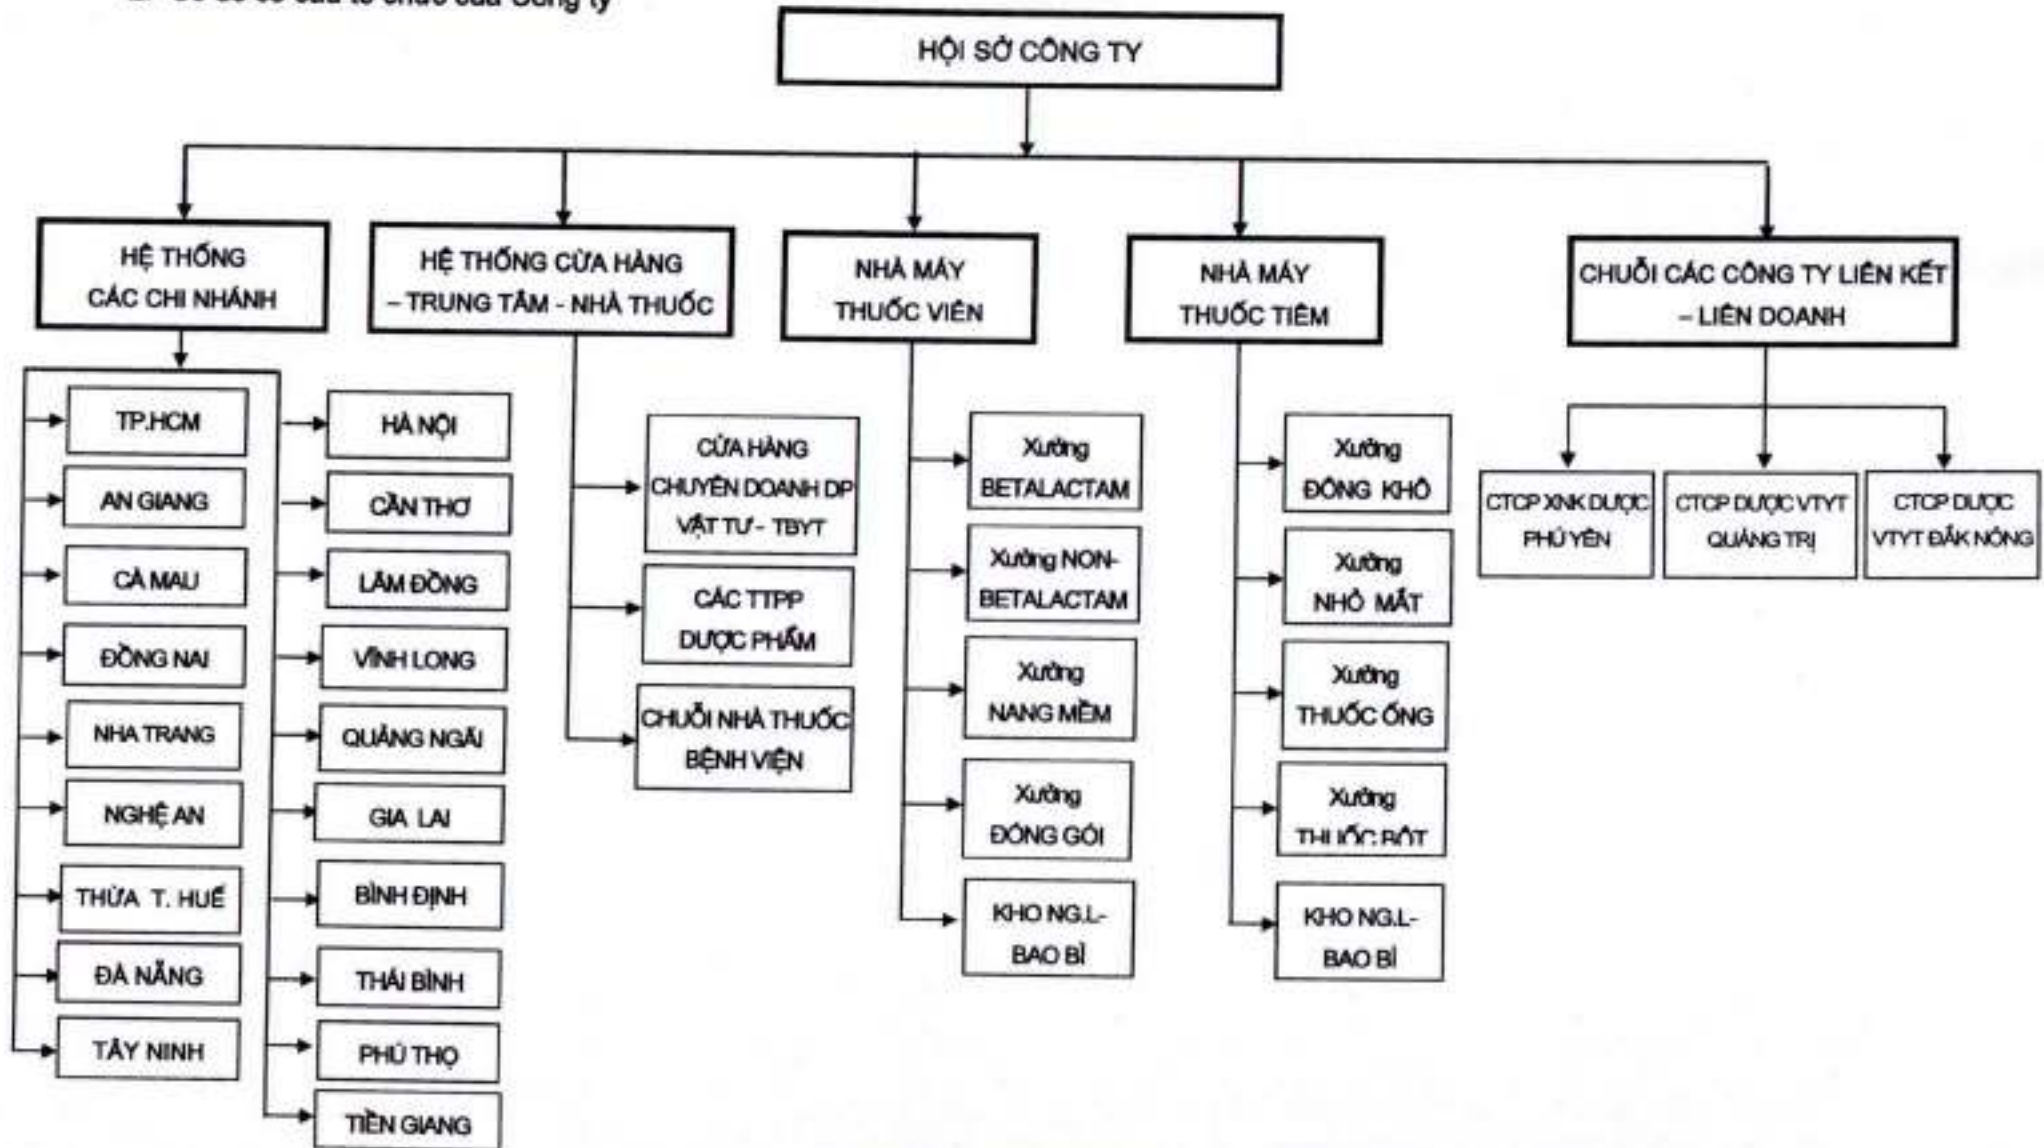 cơ cấu tổ chức của Công ty
HỘI SỞ CÔNG TY
HỆ THỐNG
CÁC CHI NHÁNH
HỆ THỐNG CỬA HÀNG
– TRUNG TÂM - NHÀ THUỐC
NHÀ MÁY
THUỐC VIÊN
NHÀ MÁY
THUỐC TIÊM
CHUỖI CÁC CÔNG TY LIÊN KẾT
– LIÊN DOANH
TP.HCM
AN GIANG
CÀ MAU
ĐỒNG NAI
NHA TRANG
NGHỆ AN
THỪA T. HUẾ
ĐÀ NẴNG
TÂY NINH
HÀ NỘI
CẦN THƠ
LÂM ĐỒNG
VĨNH LONG
QUẢNG NGÃI
GIA LAI
BÌNH ĐỊNH
THÁI BÌNH
PHÚ THỌ
TIỀN GIANG
CỬA HÀNG
CHUYÊN DOANH DP
VẬT TƯ - TBYT
CÁC TTPP
DƯỢC PHẨM
CHUỖI NHÀ THUỐC
BỆNH VIỆN
Xưởng
BETALACTAM
Xưởng NON-
BETALACTAM
Xưởng
NANG MỀM
Xưởng
ĐÓNG GÓI
KHO NG.L-
BAO BÌ
Xưởng
ĐÔNG KHÔ
Xưởng
NHỎ MẮT
Xưởng
THUỐC ỐNG
Xưởng
THUỐC BỘT
KHO NG.L-
BAO BÌ
CTCP XNK DƯỢC
PHÚ YÊN
CTCP DƯỢC VTYT
QUẢNG TRỊ
CTCP DƯỢC
VTYT ĐẮK NÔNG